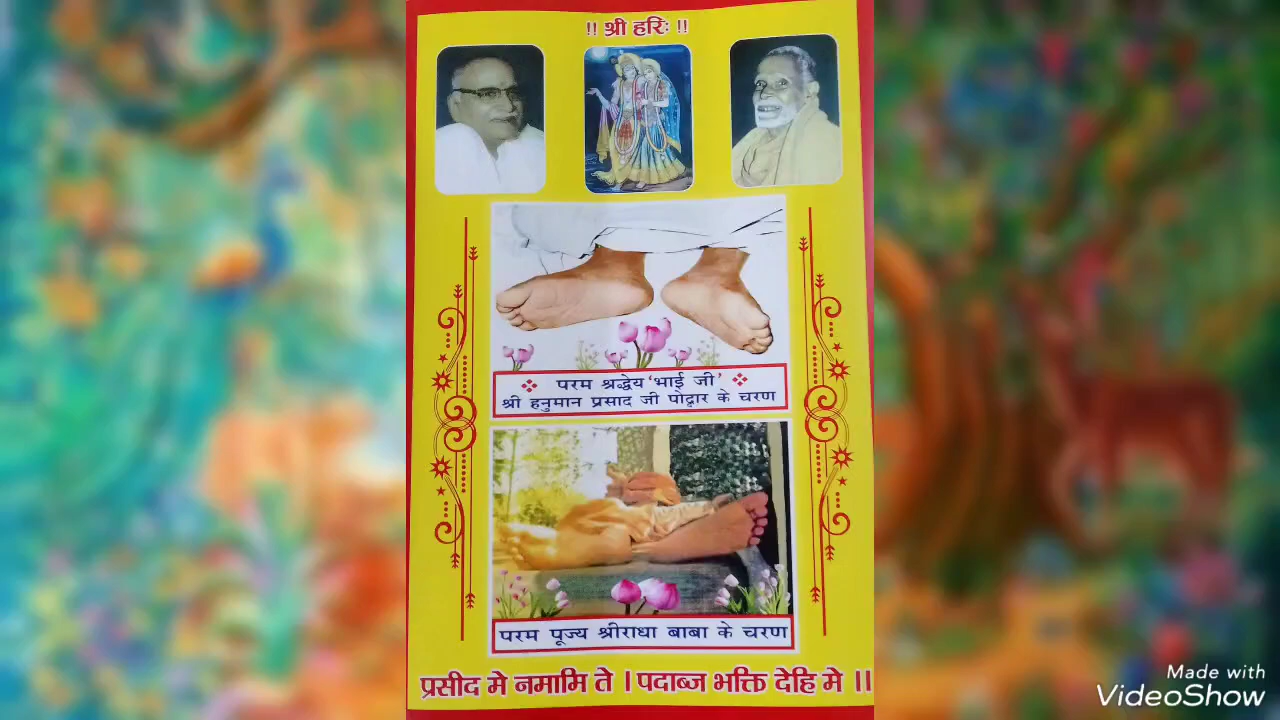 !! श्री हरिः !!
❖ परम श्रद्धेय 'भाई जी' ❖
श्री हनुमान प्रसाद जी पोद्दार के चरण
परम पूज्य श्रीराधा बाबा के चरण
प्रसीद मे नमामि ते । पदाब्ज भक्ति देहि मे ।।
Made with
VideoShow